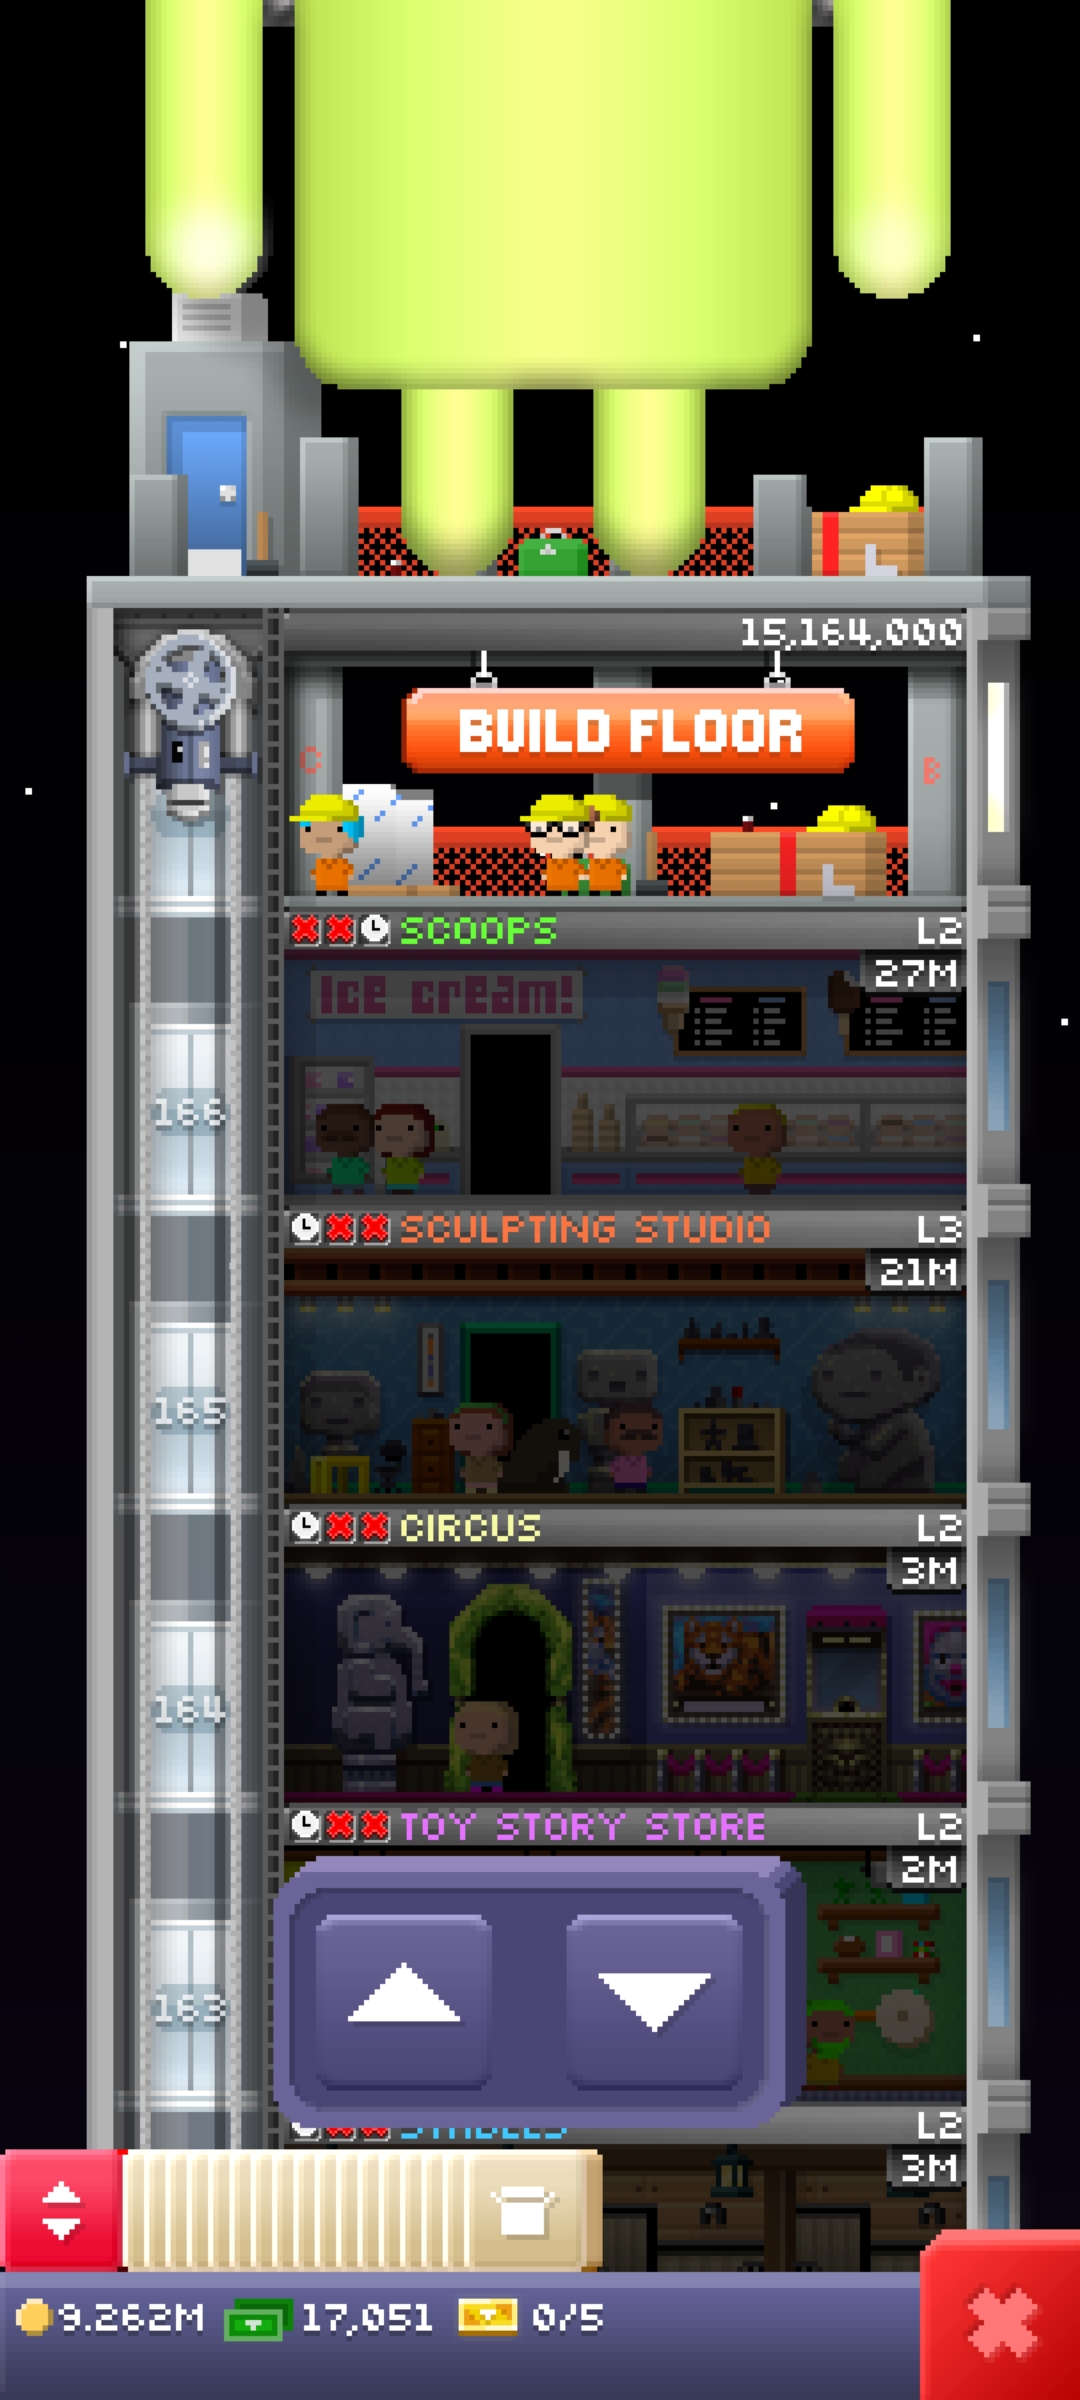 15,164,000
BUILD FLOOR
C
B
SCOOPS L2
27M
Ice cream!
166
SCULPTING STUDIO L3
21M
165
CIRCUS L2
3M
164
TOY STORY STORE L2
2M
163
STABLES L2
3M
9.262M 17,051 0/5